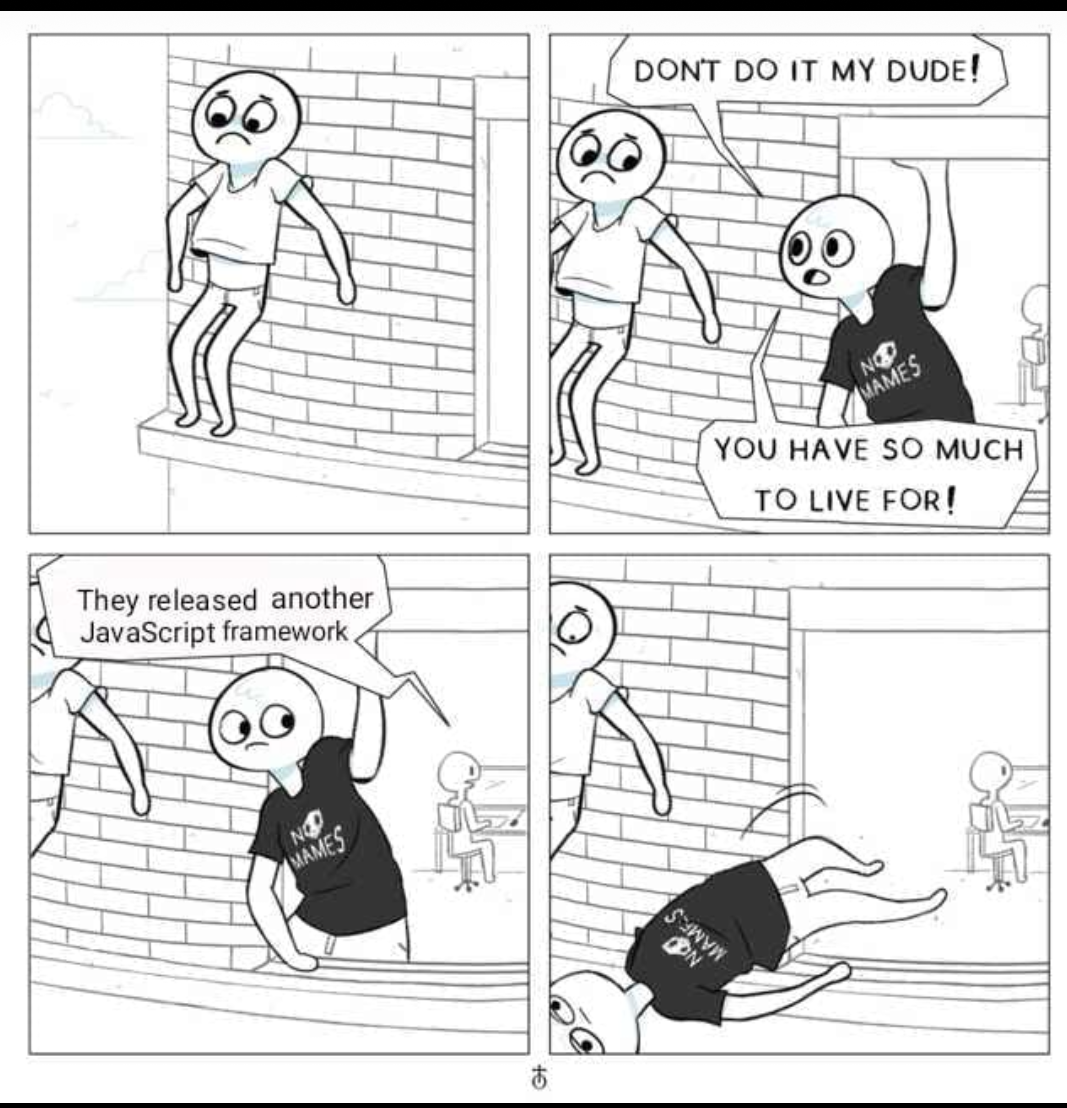 DON'T DO IT MY DUDE!
NO
MAMES
YOU HAVE SO MUCH
TO LIVE FOR!
They released another
JavaScript framework
NO
MAMES
NO
MAMES